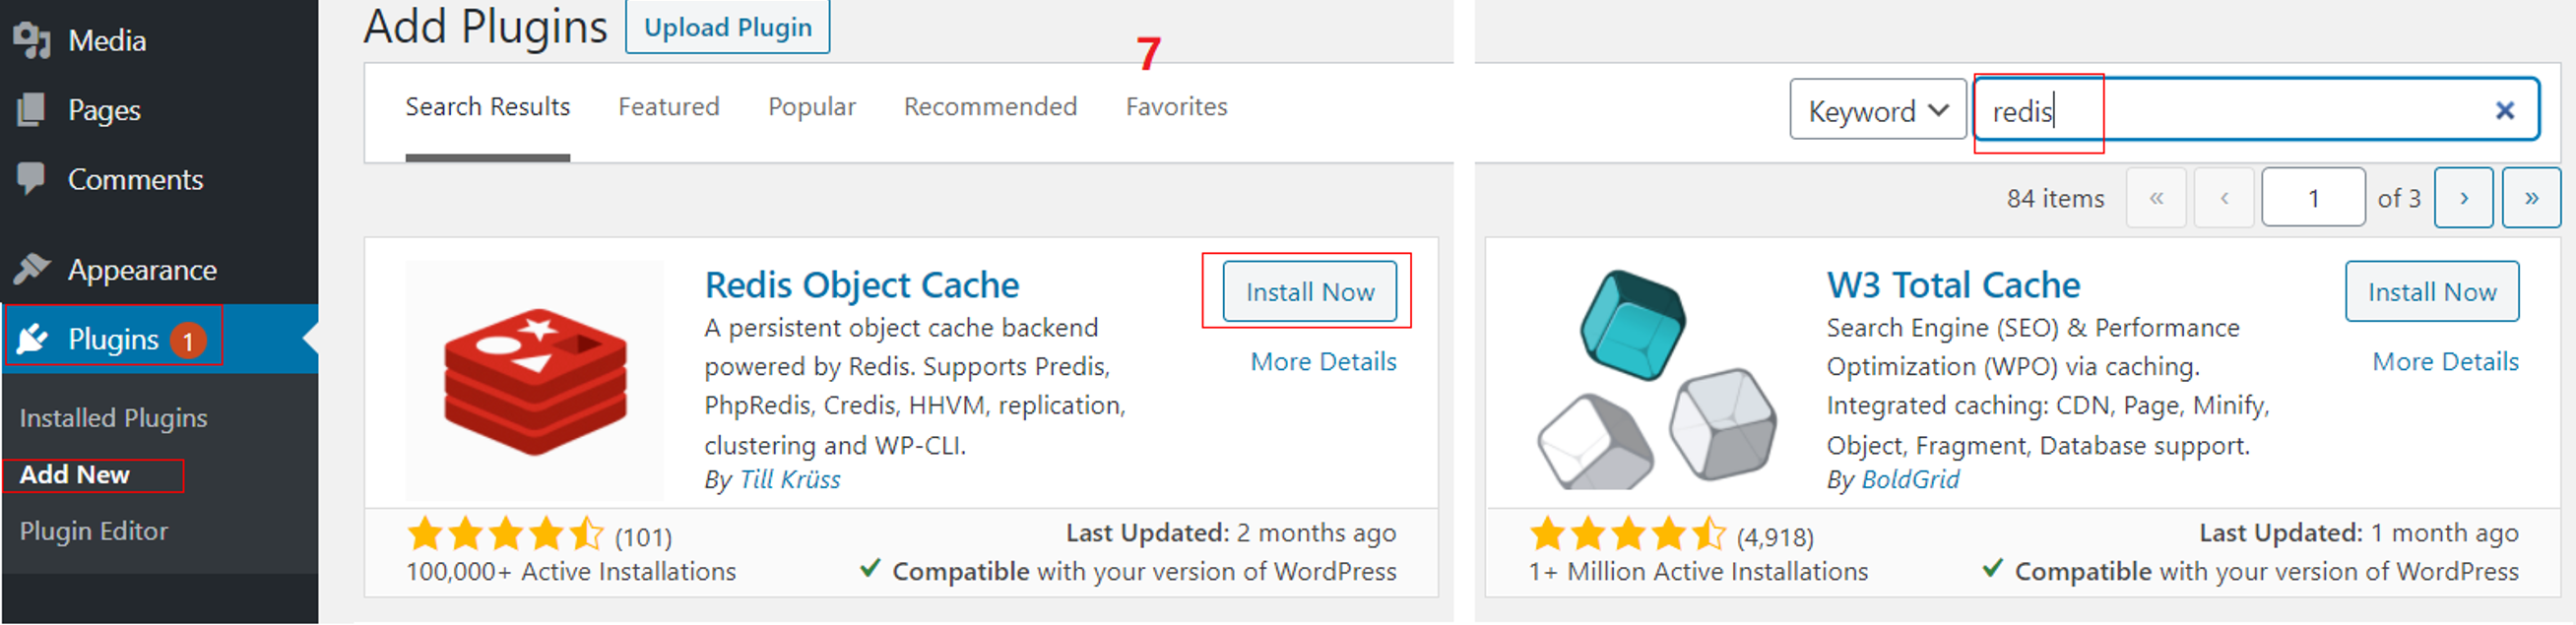 Media
Pages
Comments
Appearance
Plugins 1
Installed Plugins
Add New
Plugin Editor
Add Plugins Upload Plugin
7
Search Results Featured Popular Recommended Favorites
Keyword redis
84 items « ‹ 1 of 3 › »
Redis Object Cache
Install Now
More Details
A persistent object cache backend
powered by Redis. Supports Predis,
PhpRedis, Credis, HHVM, replication,
clustering and WP-CLI.
By Till Krüss
(101)
100,000+ Active Installations
Last Updated: 2 months ago
Compatible with your version of WordPress
W3 Total Cache
Install Now
More Details
Search Engine (SEO) & Performance
Optimization (WPO) via caching.
Integrated caching: CDN, Page, Minify,
Object, Fragment, Database support.
By BoldGrid
(4,918)
1+ Million Active Installations
Last Updated: 1 month ago
Compatible with your version of WordPress